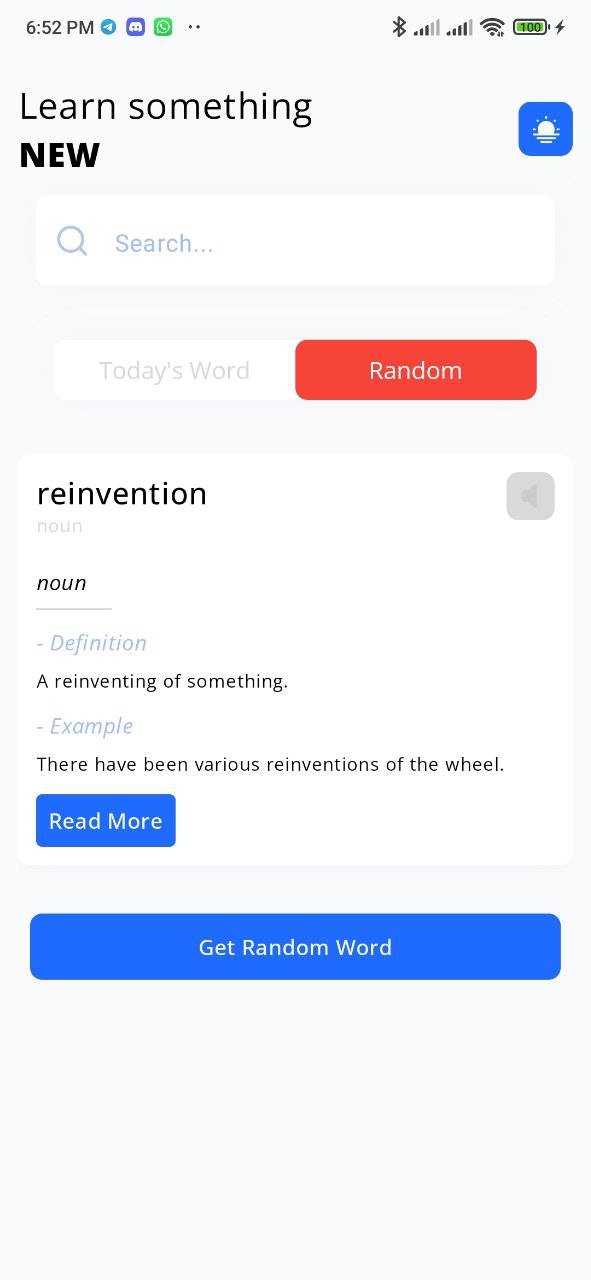 6:52 PM
100
Learn something
NEW
Search...
Today's Word
Random
reinvention
noun
noun
- Definition
A reinventing of something.
- Example
There have been various reinventions of the wheel.
Read More
Get Random Word